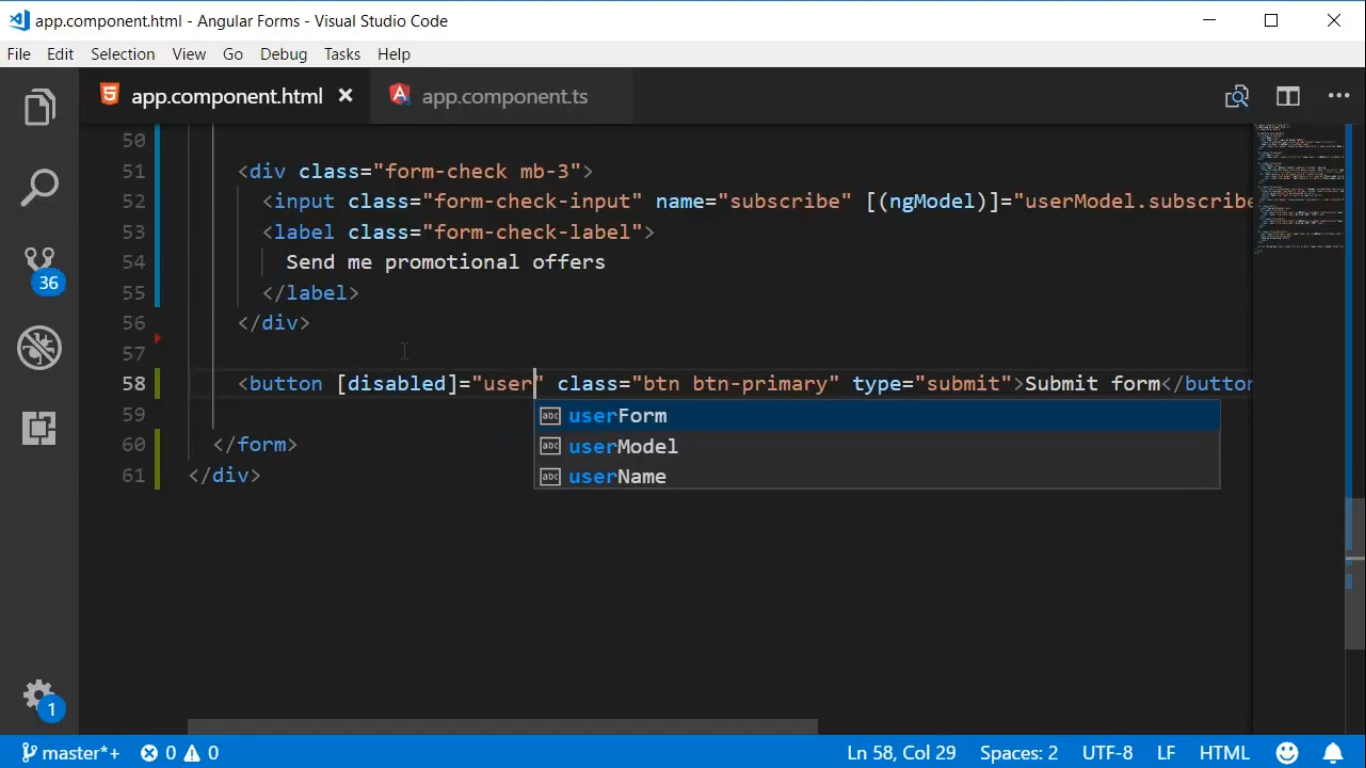 app.component.html - Angular Forms - Visual Studio Code
File Edit Selection View Go Debug Tasks Help
app.component.html app.component.ts
50
51 <div class="form-check mb-3">
52 <input class="form-check-input" name="subscribe" [(ngModel)]="userModel.subscribe
53 <label class="form-check-label">
54 Send me promotional offers
55 </label>
56 </div>
57
58 <button [disabled]="user" class="btn btn-primary" type="submit">Submit form</button
abc userForm
abc userModel
abc userName
59
60 </form>
61 </div>
36
1
master*+ 0 0 Ln 58, Col 29 Spaces: 2 UTF-8 LF HTML